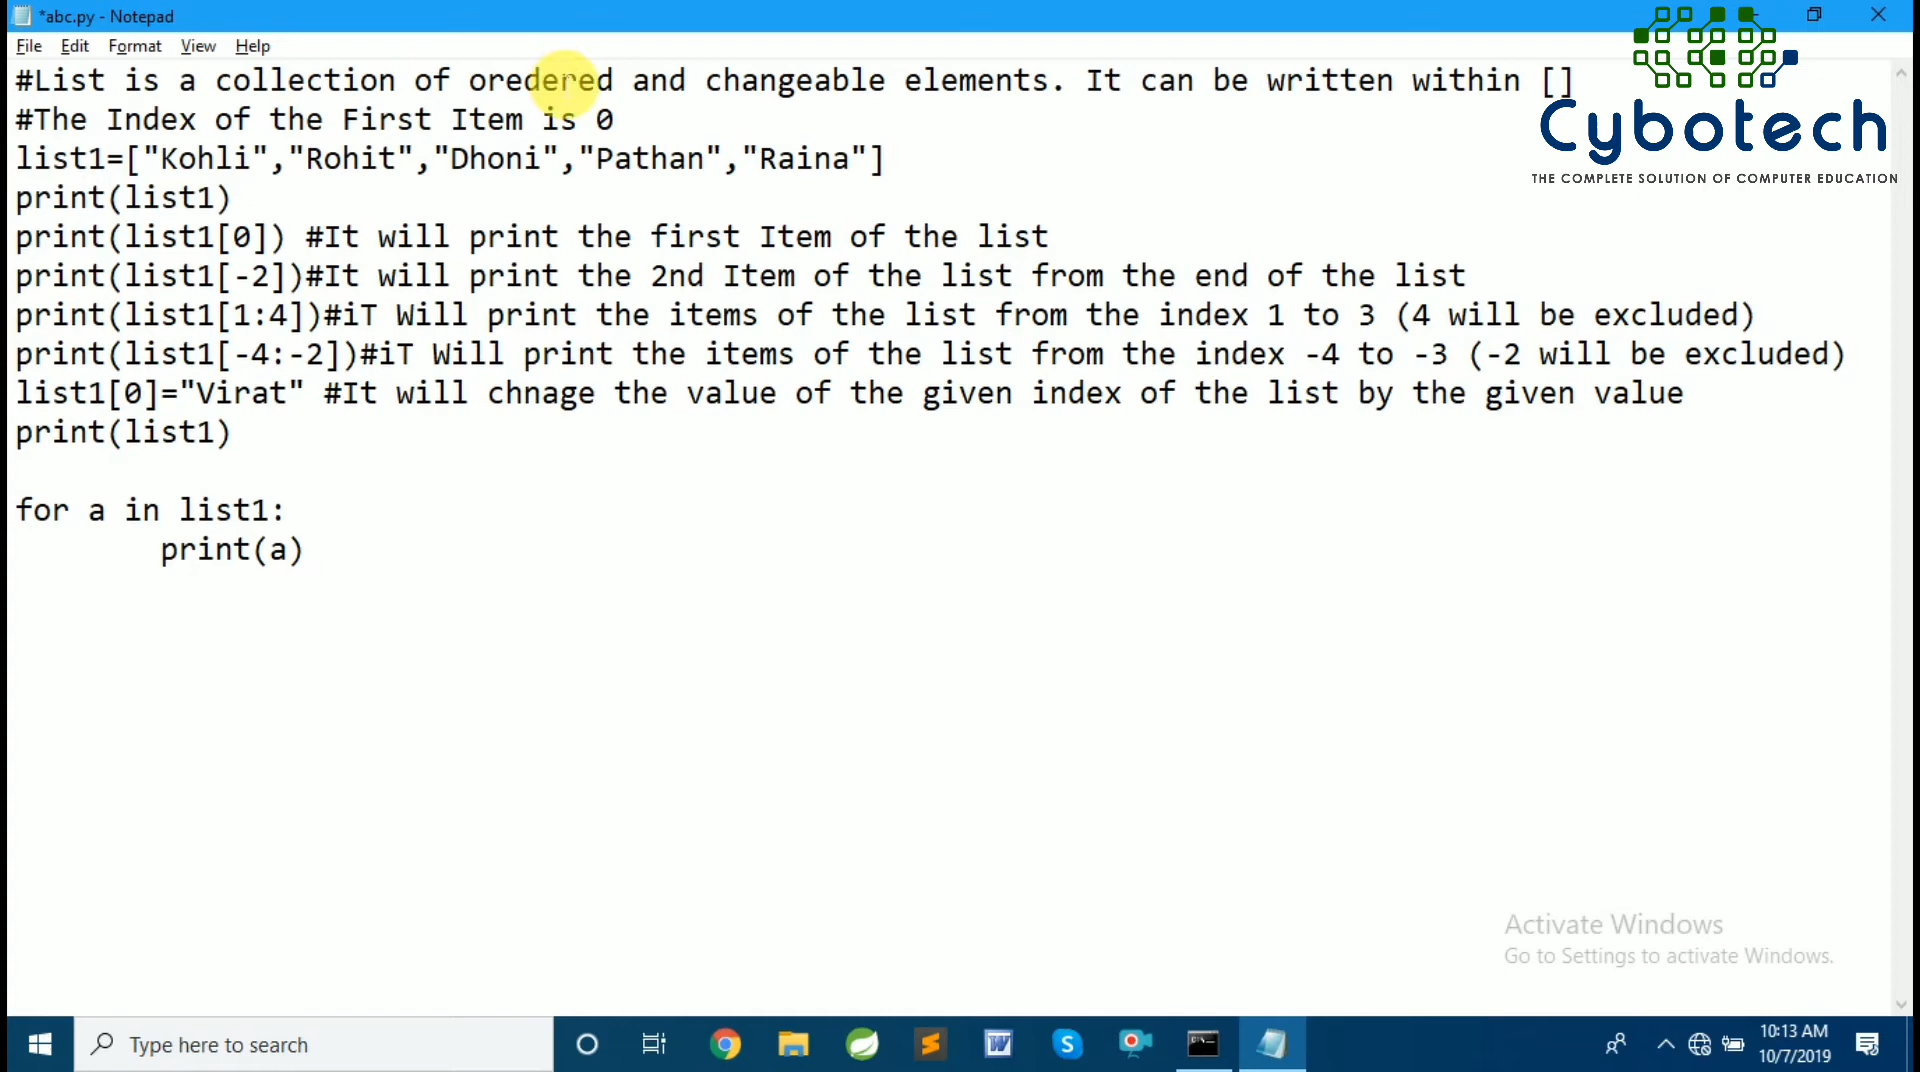 *abc.py - Notepad
File Edit Format View Help
#List is a collection of oredered and changeable elements. It can be written within []
#The Index of the First Item is 0
list1=["Kohli","Rohit","Dhoni","Pathan","Raina"]
print(list1)
print(list1[0]) #It will print the first Item of the list
print(list1[-2])#It will print the 2nd Item of the list from the end of the list
print(list1[1:4])#iT Will print the items of the list from the index 1 to 3 (4 will be excluded)
print(list1[-4:-2])#iT Will print the items of the list from the index -4 to -3 (-2 will be excluded)
list1[0]="Virat" #It will chnage the value of the given index of the list by the given value
print(list1)
for a in list1:
        print(a)
Cybotech
THE COMPLETE SOLUTION OF COMPUTER EDUCATION
Activate Windows
Go to Settings to activate Windows.
Type here to search
10:13 AM
10/7/2019